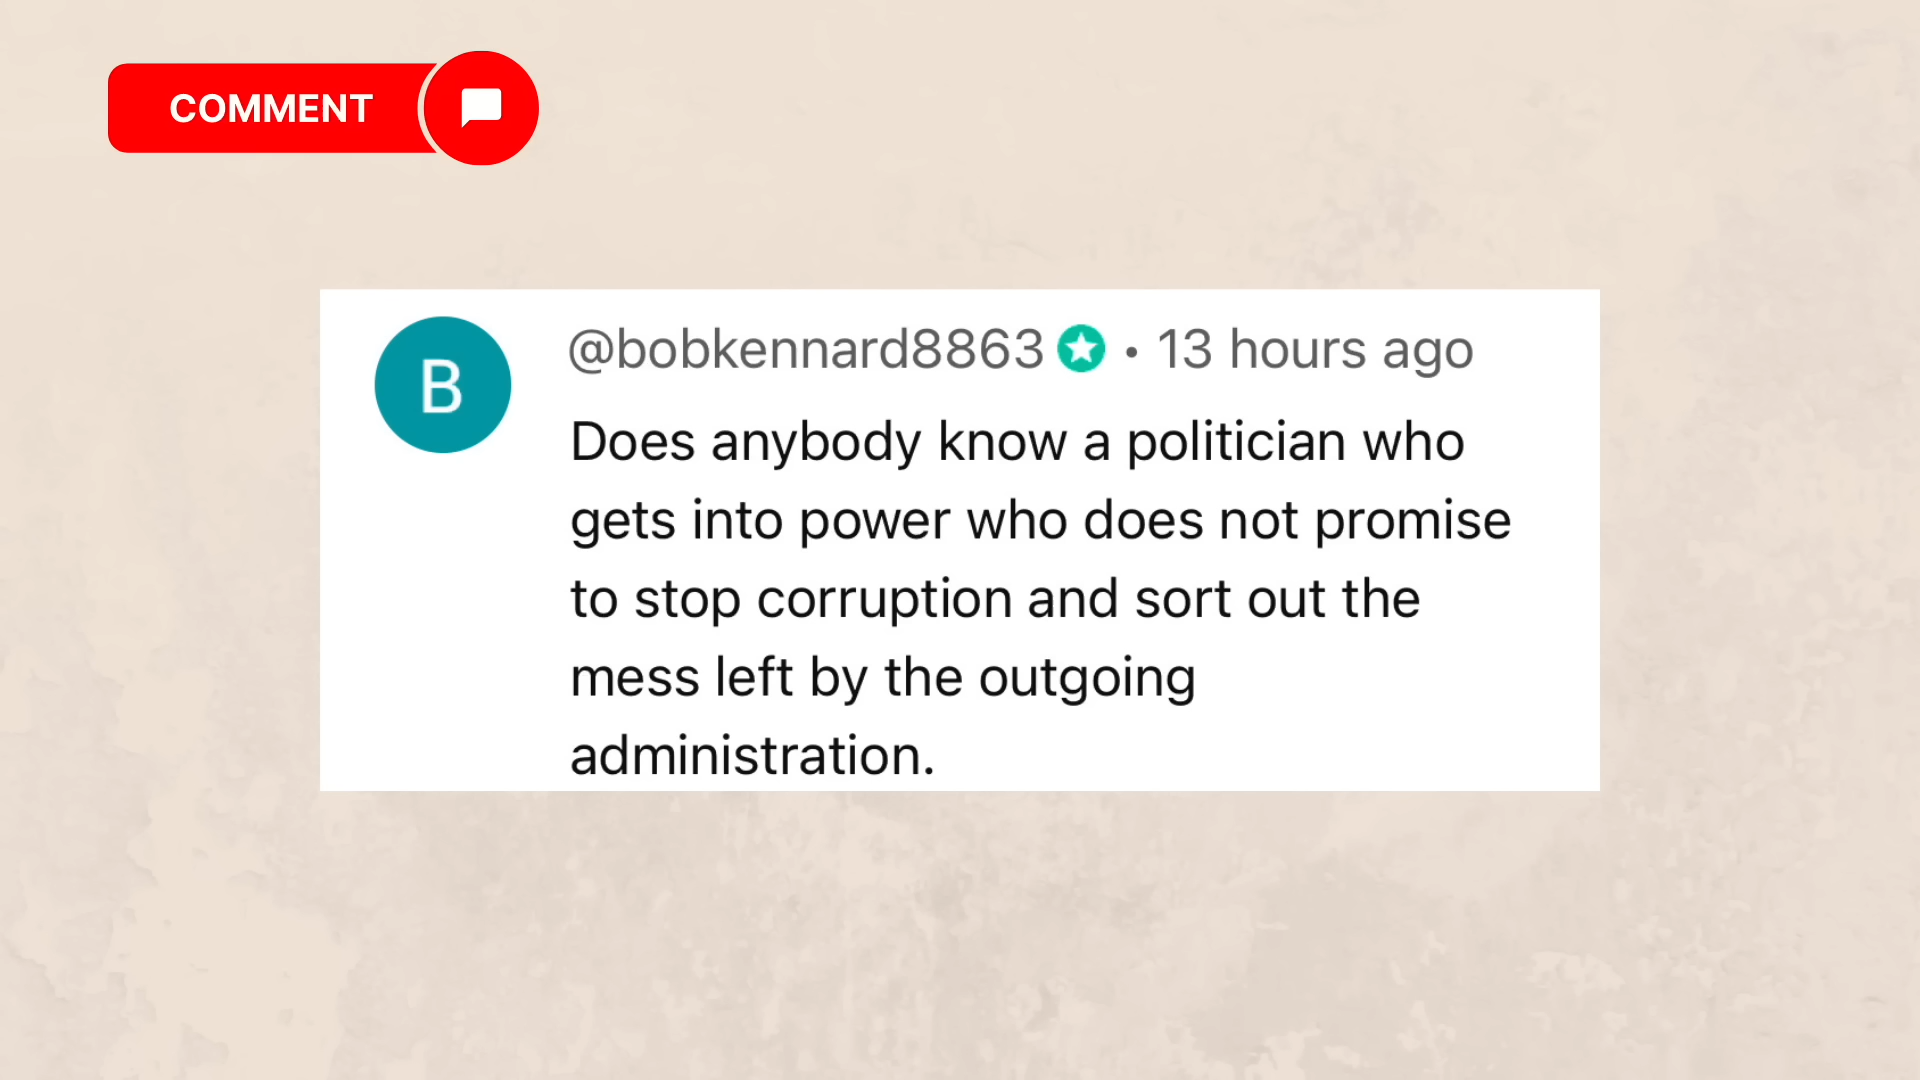 COMMENT
B
@bobkennard8863 • 13 hours ago
Does anybody know a politician who
gets into power who does not promise
to stop corruption and sort out the
mess left by the outgoing
administration.